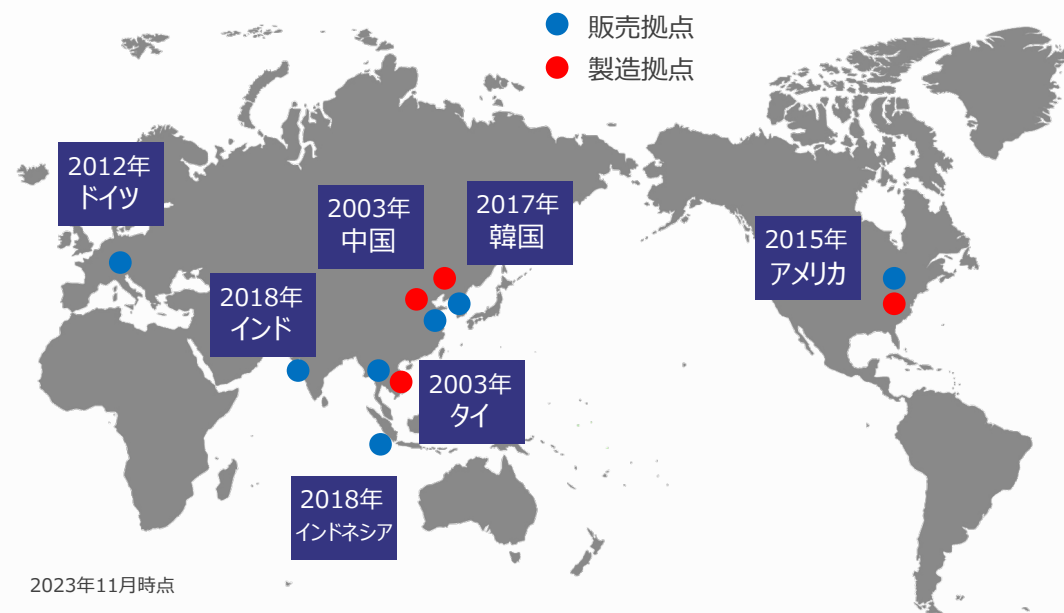 販売拠点
製造拠点
2012年
ドイツ
2003年
中国
2017年
韓国
2015年
アメリカ
2018年
インド
2003年
タイ
2018年
インドネシア
2023年11月時点